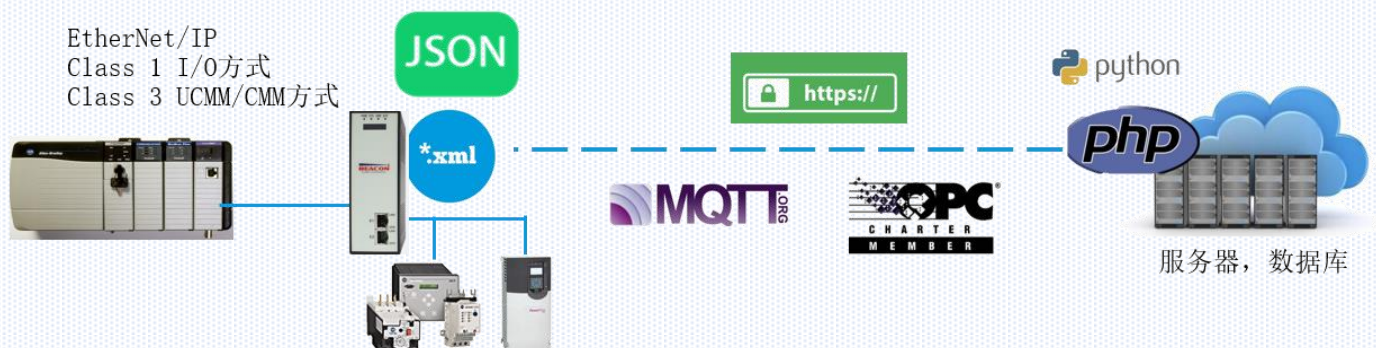 EtherNet/IP
Class 1 I/O方式
Class 3 UCMM/CMM方式
JSON
*.xml
https://
python
php
BEACON
MQTT.ORG
OPC
CHARTER
MEMBER
服务器, 数据库